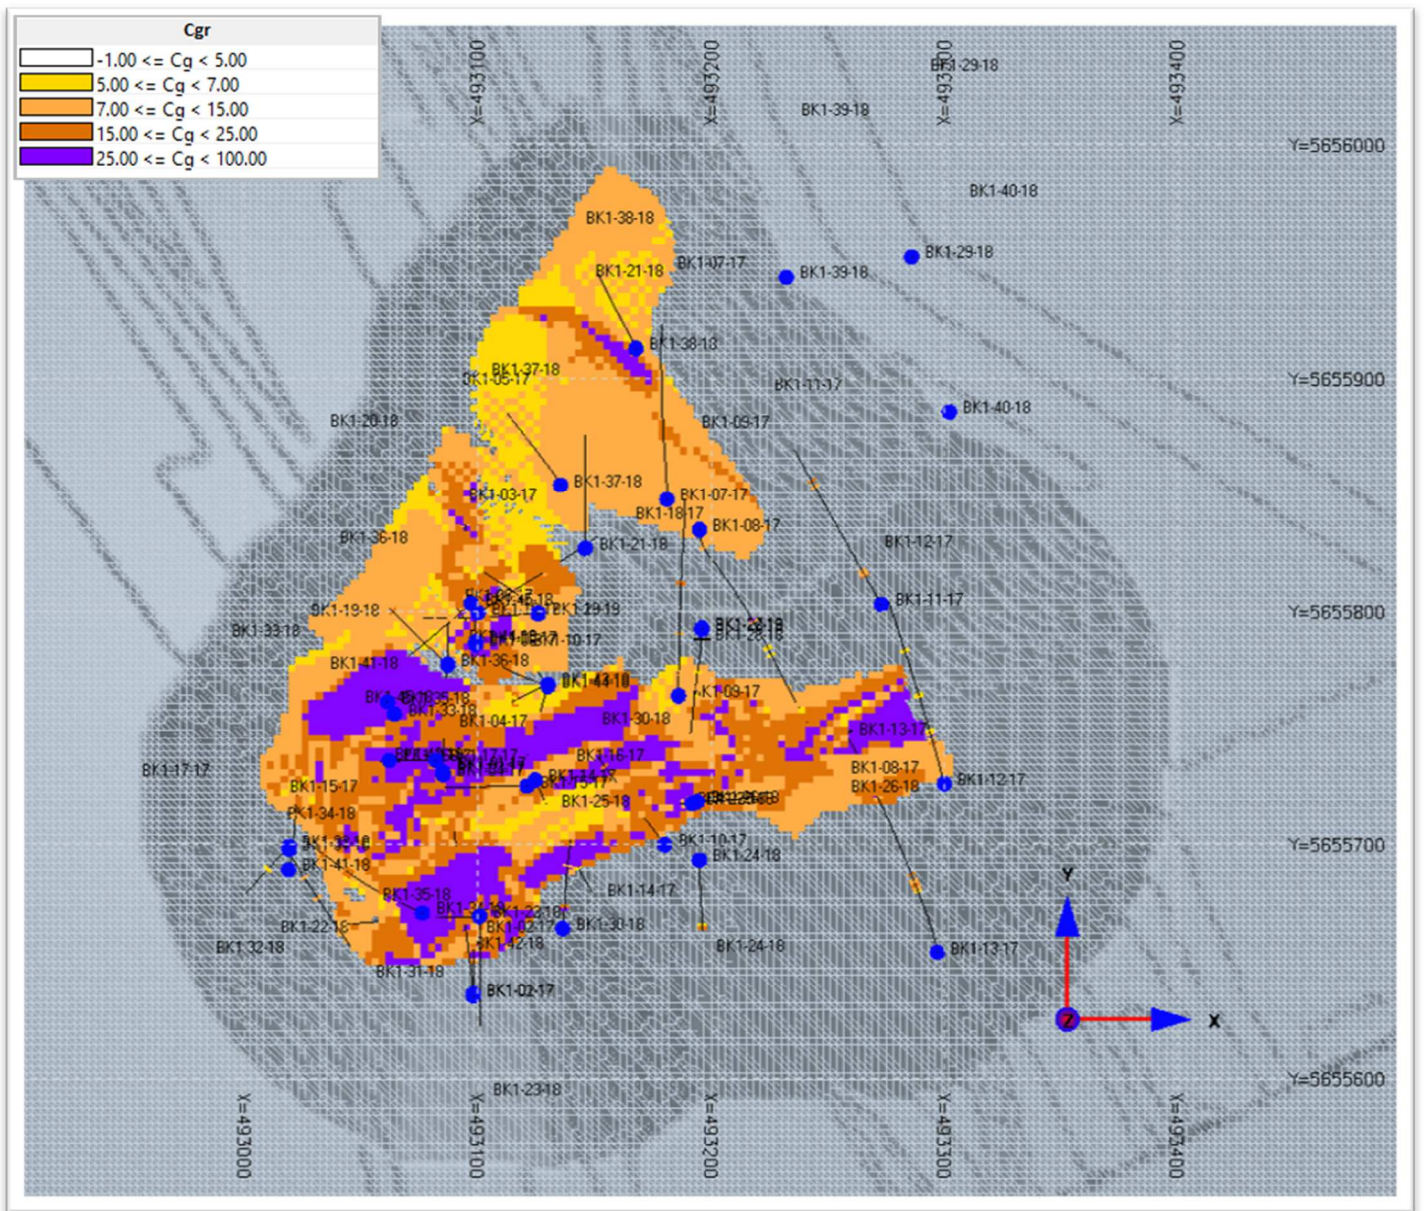 Cgr
-1.00 <= Cg < 5.00
5.00 <= Cg < 7.00
7.00 <= Cg < 15.00
15.00 <= Cg < 25.00
25.00 <= Cg < 100.00
X=493100
X=493200
X=493300
X=493400
BK1-29-18
BK1-39-18
Y=5656000
BK1-40-18
BK1-38-18
BK1-29-18
BK1-07-17
BK1-21-18
BK1-39-18
BK1-38-18
BK1-37-18
BK1-05-17
Y=5655900
BK1-11-17
BK1-40-18
BK1-20-18
BK1-09-17
BK1-37-18
BK1-03-17
BK1-07-17
BK1-18-17
BK1-08-17
BK1-36-18
BK1-21-18
BK1-12-17
BK1-11-17
BK1-19-18
Y=5655800
BK1-33-18
BK1-10-17
BK1-41-18
BK1-36-18
BK1-09-17
BK1-33-18
BK1-04-17
BK1-30-18
BK1-13-17
BK1-16-17
BK1-17-17
BK1-08-17
BK1-12-17
BK1-15-17
BK1-26-18
BK1-25-18
BK1-34-18
BK1-10-17
Y=5655700
BK1-24-18
BK1-41-18
BK1-14-17
BK1-35-18
BK1-22-18
BK1-02-17
BK1-30-18
BK1-32-18
BK1-42-18
BK1-24-18
BK1-13-17
BK1-31-18
BK1-02-17
Y
X
Z
Y=5655600
BK1-23-18
X=493000
X=493100
X=493200
X=493300
X=493400